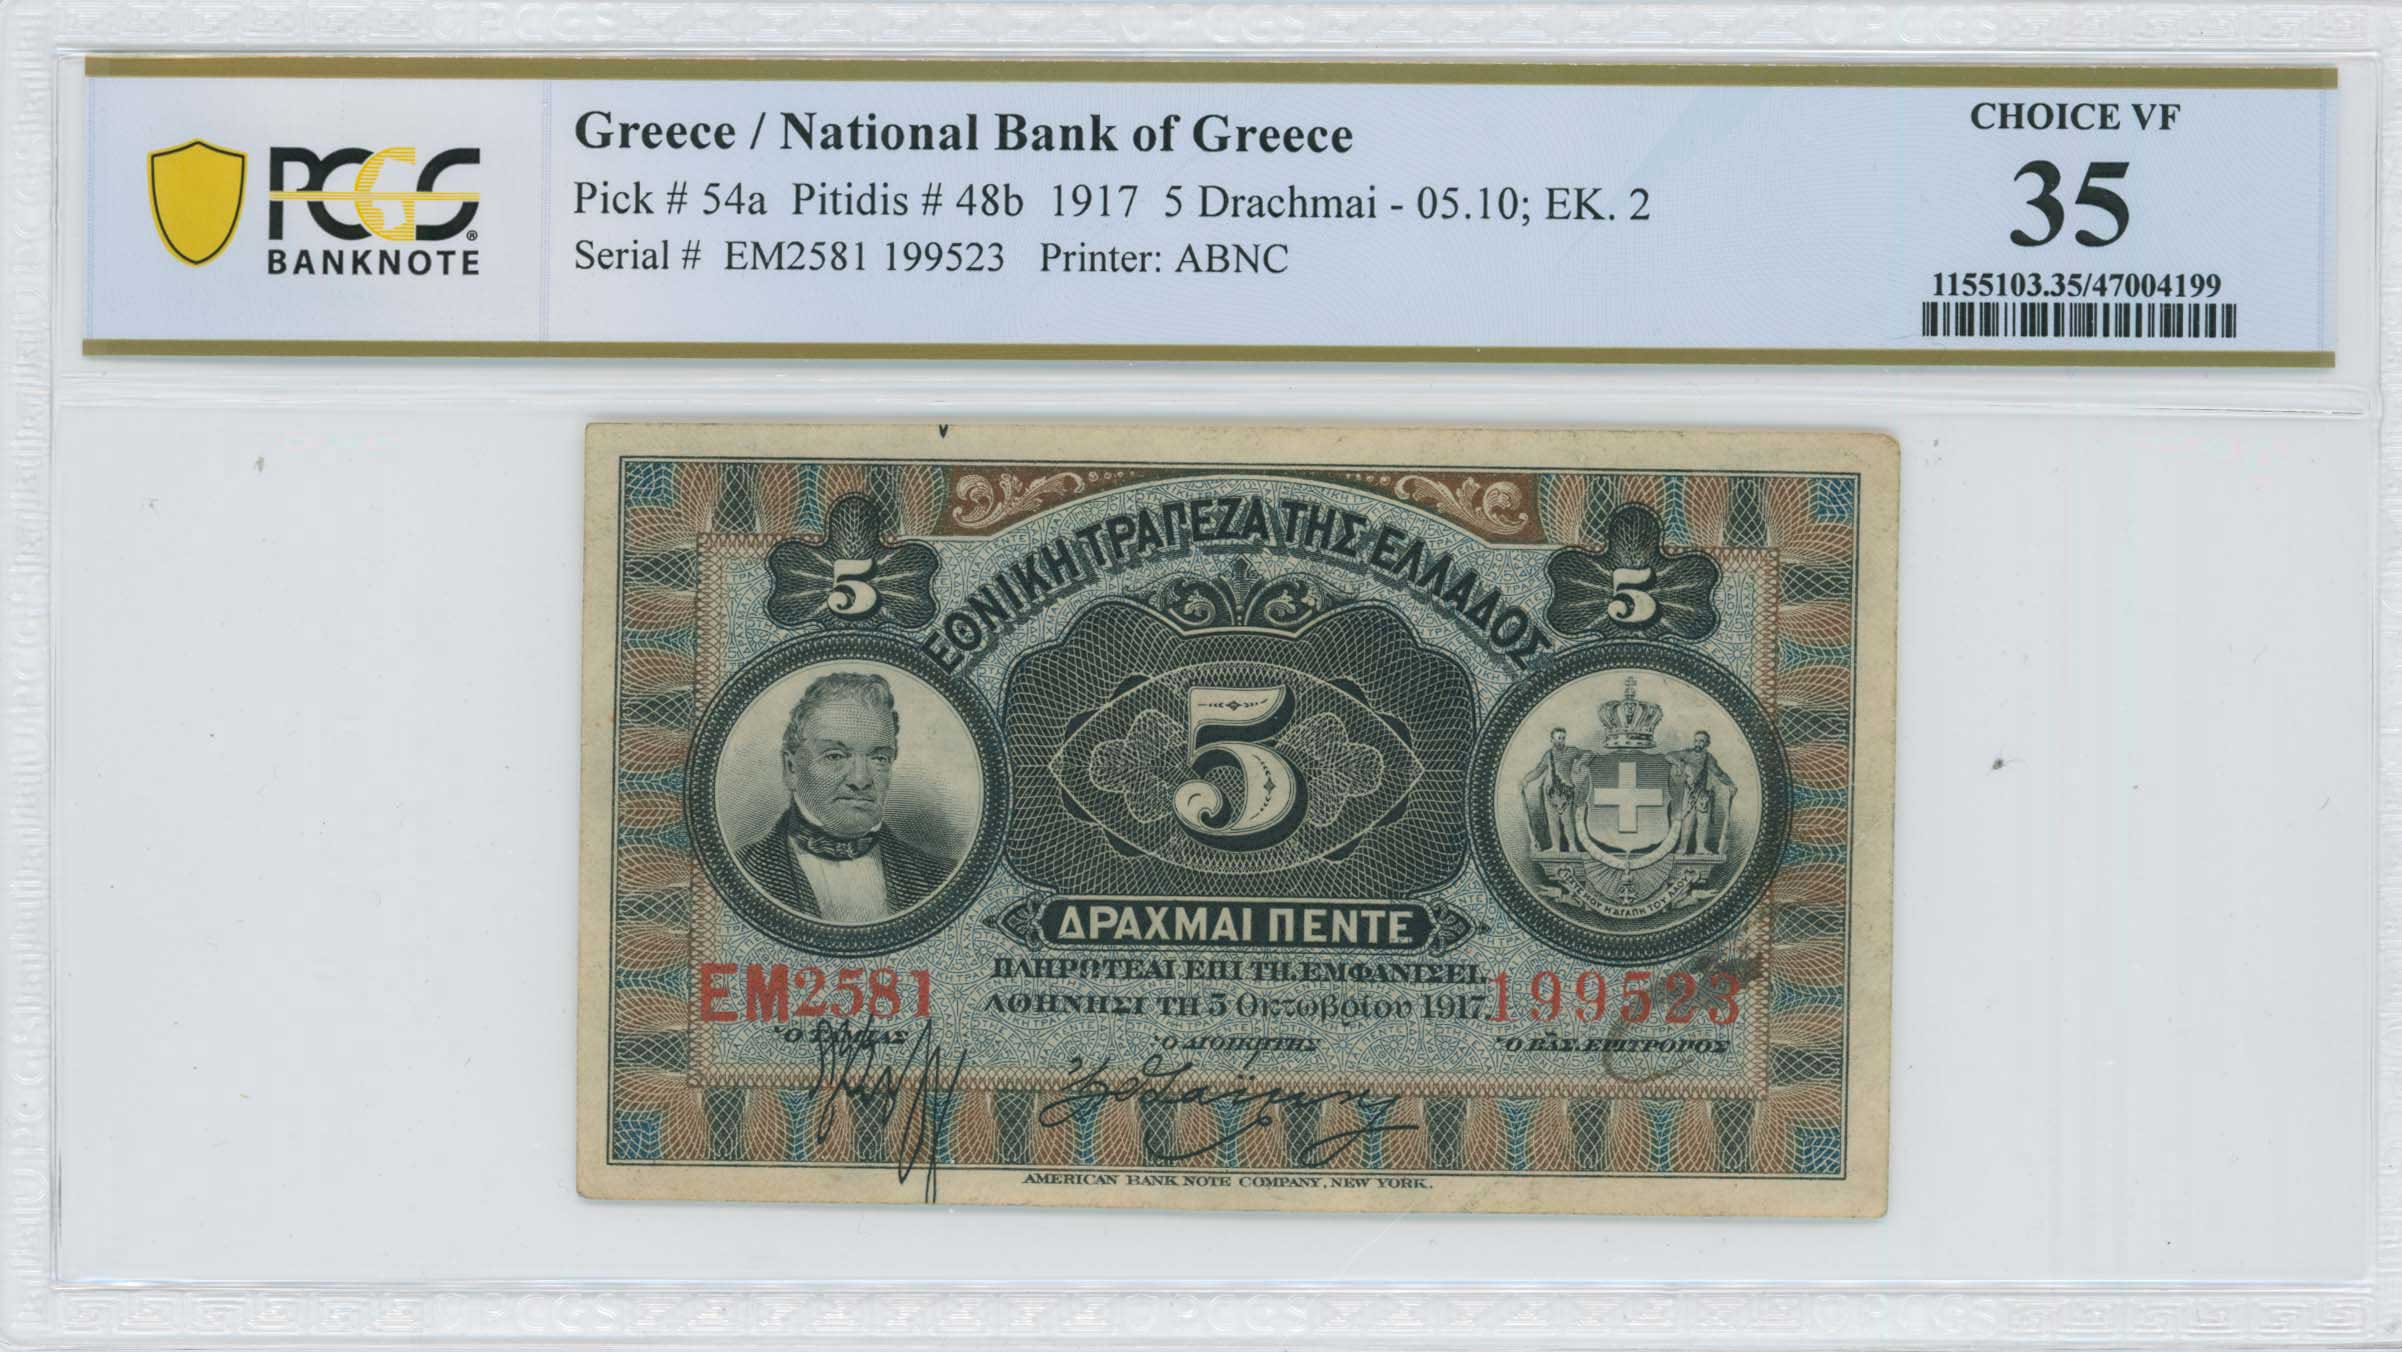 PCGS
BANKNOTE
Greece / National Bank of Greece
Pick # 54a Pitidis # 48b 1917 5 Drachmai - 05.10; EK. 2
Serial # EM2581 199523 Printer: ABNC
CHOICE VF
35
1155103.35/47004199
ΕΘΝΙΚΗ ΤΡΑΠΕΖΑ ΤΗΣ ΕΛΛΑΔΟΣ
5 5
5
ΔΡΑΧΜΑΙ ΠΕΝΤΕ
ΠΛΗΡΩΤΕΑΙ ΕΠΙ ΤΗ ΕΜΦΑΝΙΣΕΙ.
EM2581 ΑΘΗΝΗΣΙ ΤΗ 5 Οκτωβρίου 1917. 199523
Ὁ ΤΑΜΙΑΣ Ὁ ΔΙΟΙΚΗΤΗΣ Ὁ ΒΑΣ. ΕΠΙΤΡΟΠΟΣ
AMERICAN BANK NOTE COMPANY, NEW YORK.